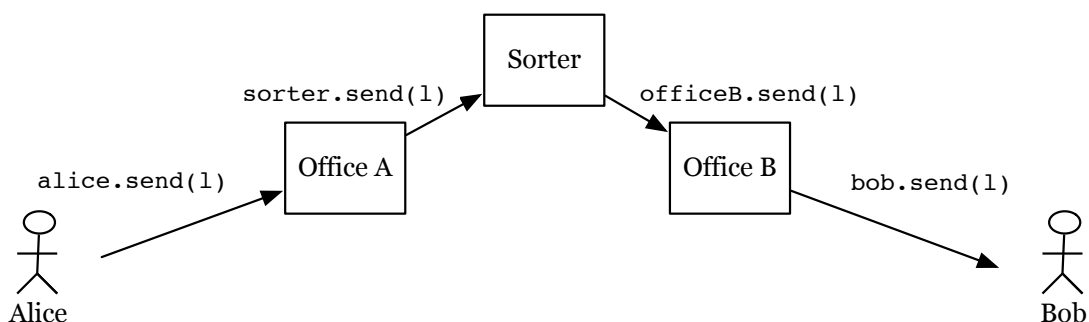 Sorter
sorter.send(l)
officeB.send(l)
Office A
Office B
alice.send(l)
bob.send(l)
Alice
Bob